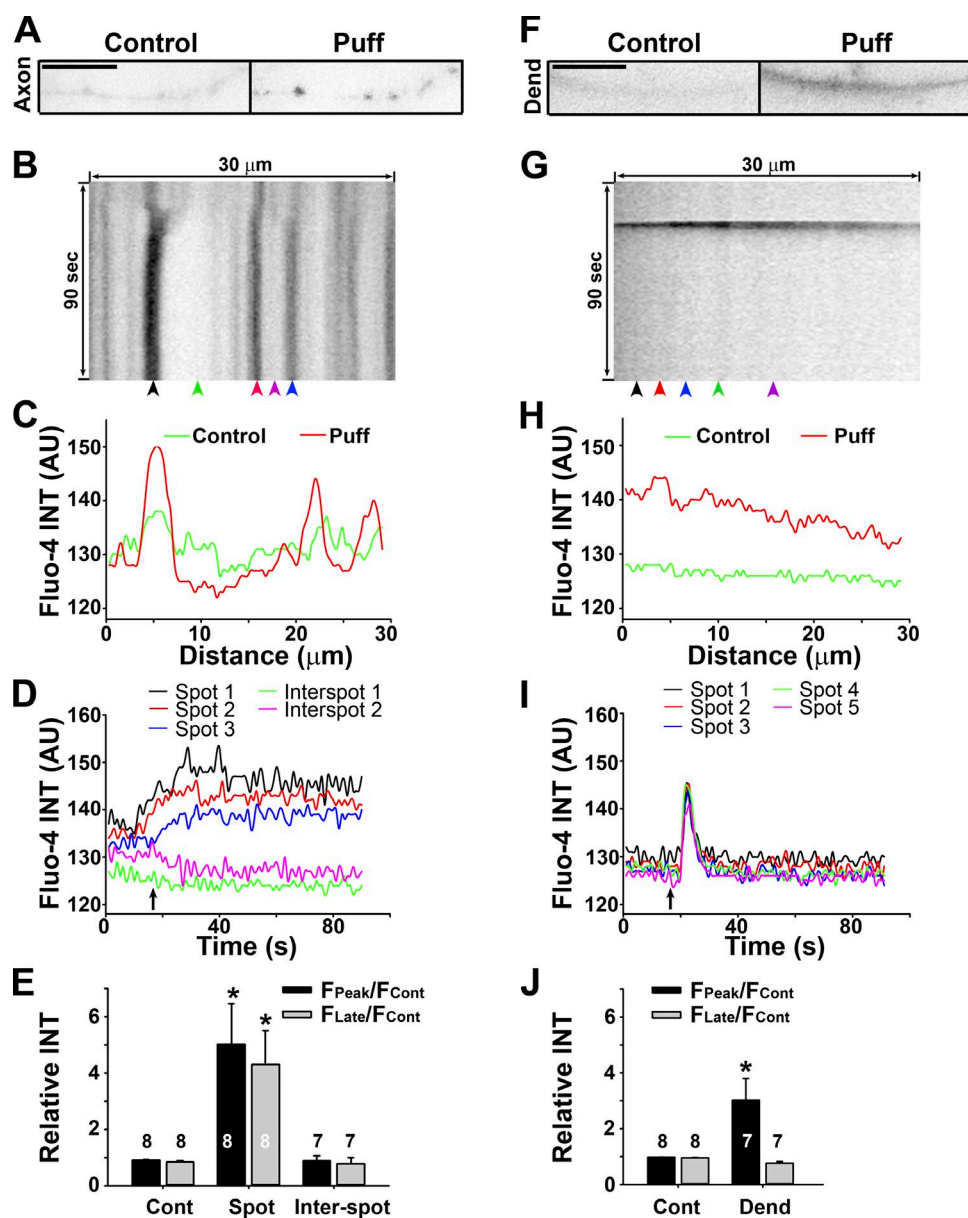 A
Control
Puff
Axon
B
30 μm
90 sec
C
Control
Puff
Fluo-4 INT (AU)
150
140
130
120
0
10
20
30
Distance (μm)
D
Spot 1
Spot 2
Spot 3
Interspot 1
Interspot 2
Fluo-4 INT (AU)
160
150
140
130
120
0
40
80
Time (s)
E
FPeak/FCont
FLate/FCont
Relative INT
6
4
2
0
8
8
8
8
7
7
*
*
Cont
Spot
Inter-spot
F
Control
Puff
Dend
G
30 μm
90 sec
H
Control
Puff
Fluo-4 INT (AU)
150
140
130
120
0
10
20
30
Distance (μm)
I
Spot 1
Spot 2
Spot 3
Spot 4
Spot 5
Fluo-4 INT (AU)
160
150
140
130
120
0
40
80
Time (s)
J
FPeak/FCont
FLate/FCont
Relative INT
6
4
2
0
8
8
7
7
*
Cont
Dend